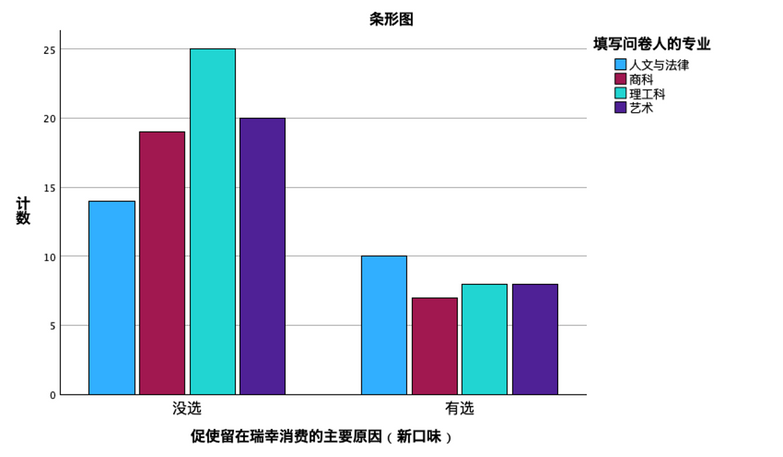 条形图
填写问卷人的专业
人文与法律
商科
理工科
艺术
计数
25
20
15
10
5
0
没选
有选
促使留在瑞幸消费的主要原因（新口味）